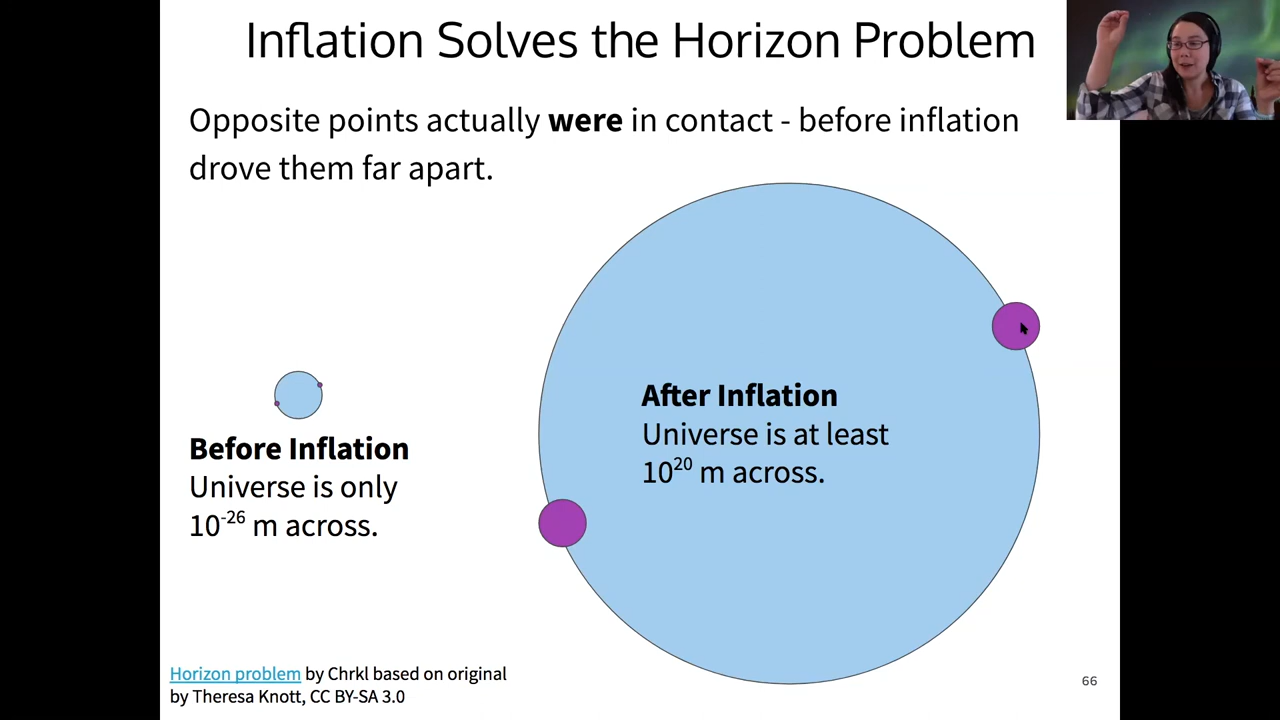 Inflation Solves the Horizon Problem
Opposite points actually were in contact - before inflation
drove them far apart.
Before Inflation
Universe is only
10⁻²⁶ m across.
After Inflation
Universe is at least
10²⁰ m across.
Horizon problem by Chrkl based on original
by Theresa Knott, CC BY-SA 3.0
66